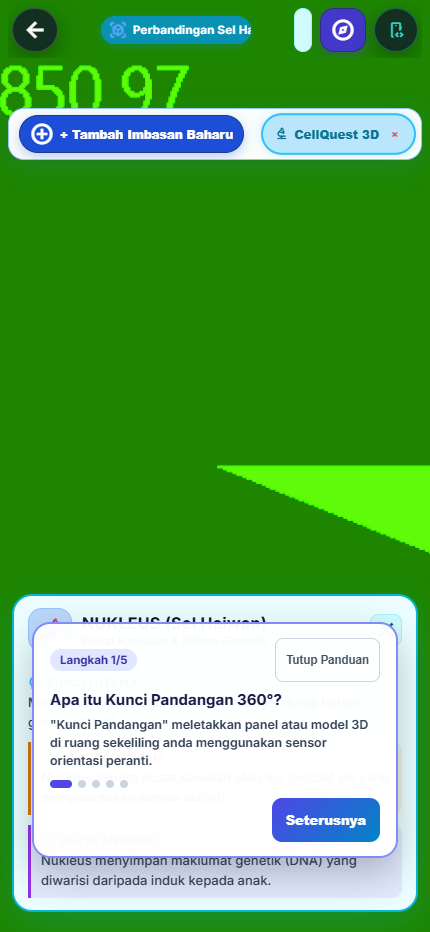 Perbandingan Sel Ha
850 97
+ Tambah Imbasan Baharu
CellQuest 3D ×
NUKLEUS (Sel Haiwan)
Langkah 1/5
Tutup Panduan
Apa itu Kunci Pandangan 360°?
"Kunci Pandangan" meletakkan panel atau model 3D
di ruang sekeliling anda menggunakan sensor
orientasi peranti.
Seterusnya
Nukleus menyimpan maklumat genetik (DNA) yang
diwarisi daripada induk kepada anak.